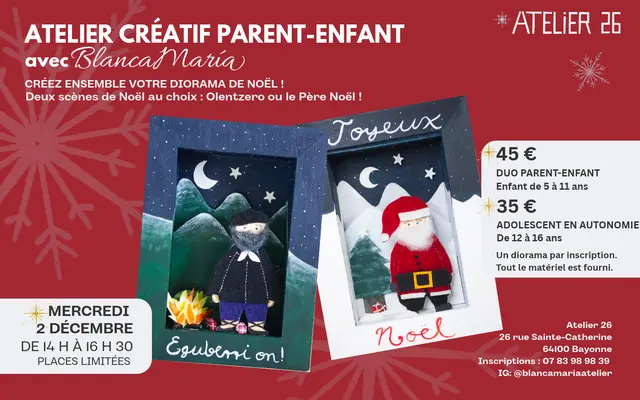 ATELIER CRÉATIF PARENT-ENFANT
avec BlancaMaría
CRÉEZ ENSEMBLE VOTRE DIORAMA DE NOËL !
Deux scènes de Noël au choix : Olentzero ou le Père Noël !
ATELIER 26
Joyeux
Noël
Eguberri on!
45 €
DUO PARENT-ENFANT
Enfant de 5 à 11 ans
35 €
ADOLESCENT EN AUTONOMIE
De 12 à 16 ans
Un diorama par inscription.
Tout le matériel est fourni.
MERCREDI
2 DÉCEMBRE
DE 14 H À 16 H 30
PLACES LIMITÉES
Atelier 26
26 rue Sainte-Catherine
64100 Bayonne
Inscriptions : 07 83 98 98 39
IG: @blancamariaatelier